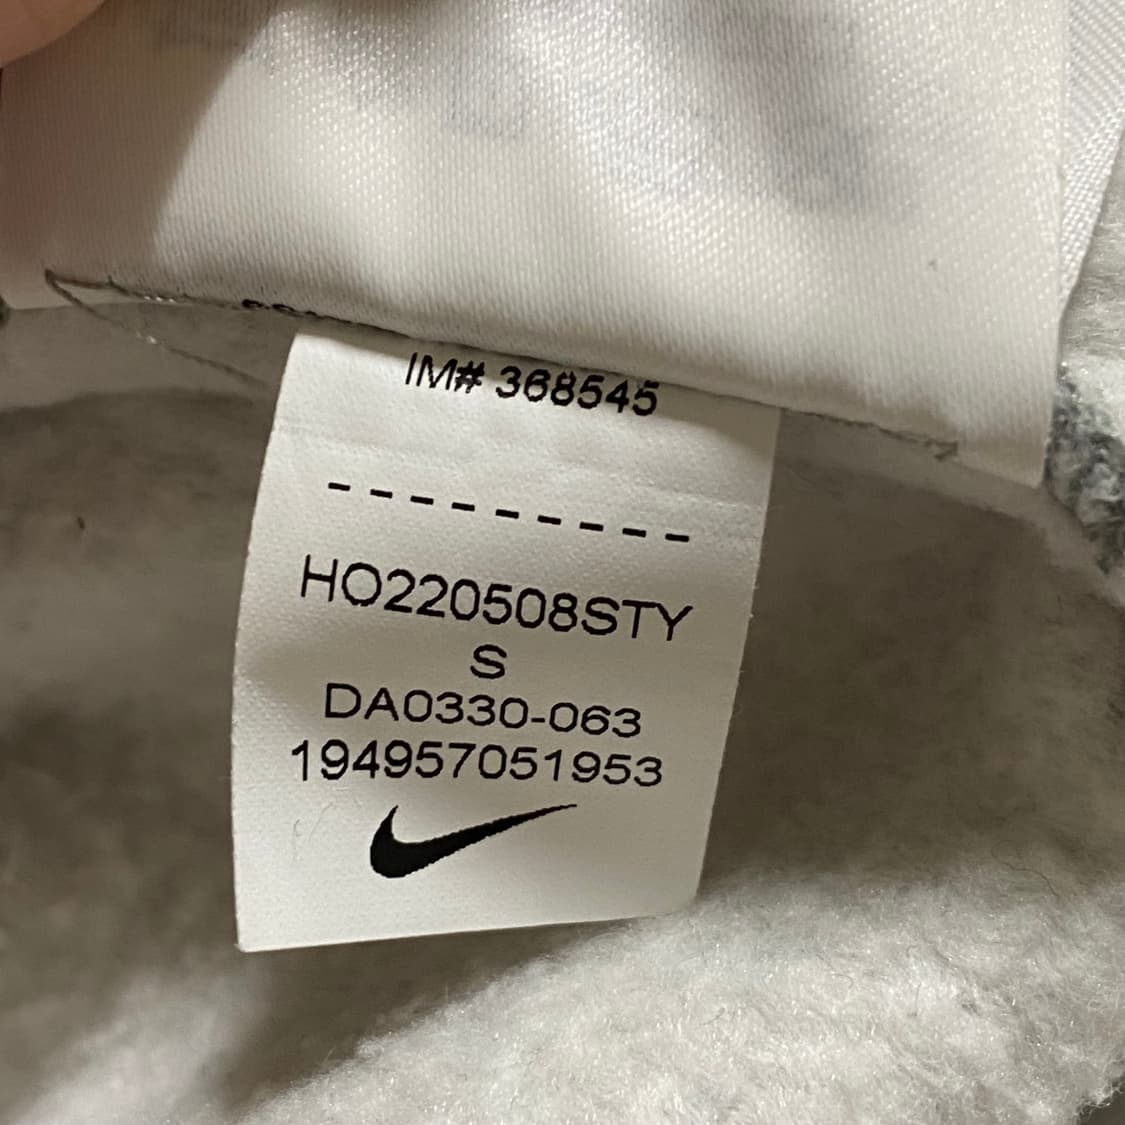 IM# 368545
---------
HO220508STY
S
DA0330-063
194957051953